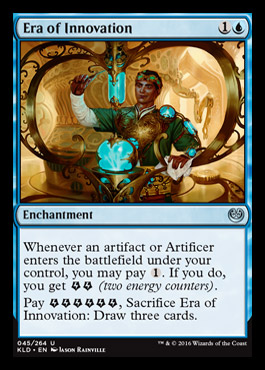 Era of Innovation 1
Enchantment
Whenever an artifact or Artificer
enters the battlefield under your
control, you may pay 1. If you do,
you get (two energy counters).
Pay , Sacrifice Era of
Innovation: Draw three cards.
045/264 U
KLD • EN Jason Rainville
™ & © 2016 Wizards of the Coast